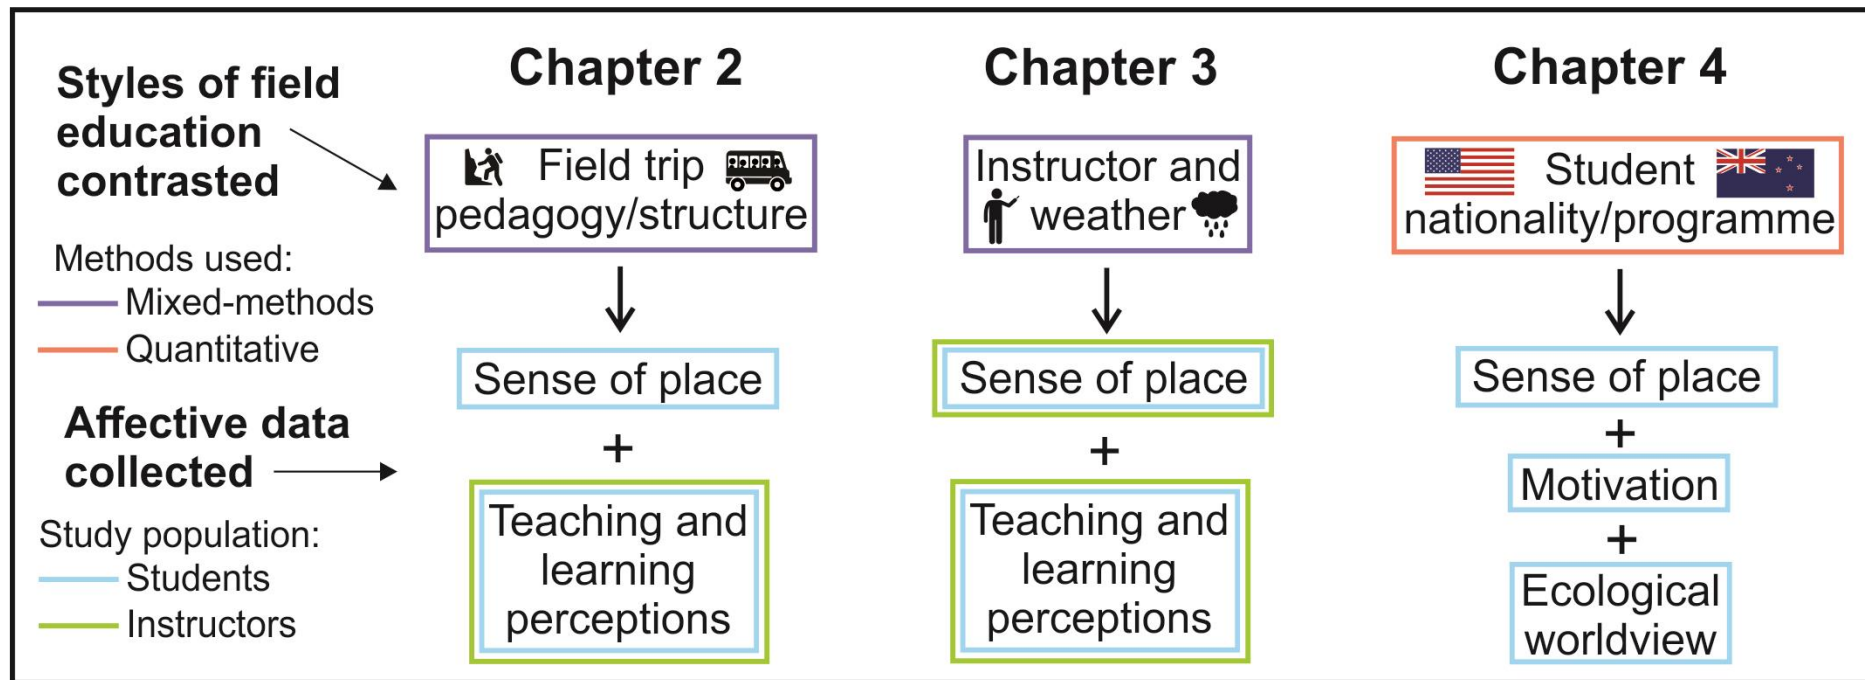 Styles of field
education
contrasted
Methods used:
Mixed-methods
Quantitative
Affective data
collected
Study population:
Students
Instructors
Chapter 2
Field trip
pedagogy/structure
Sense of place
+
Teaching and
learning
perceptions
Chapter 3
Instructor and
weather
Sense of place
+
Teaching and
learning
perceptions
Chapter 4
Student
nationality/programme
Sense of place
+
Motivation
+
Ecological
worldview